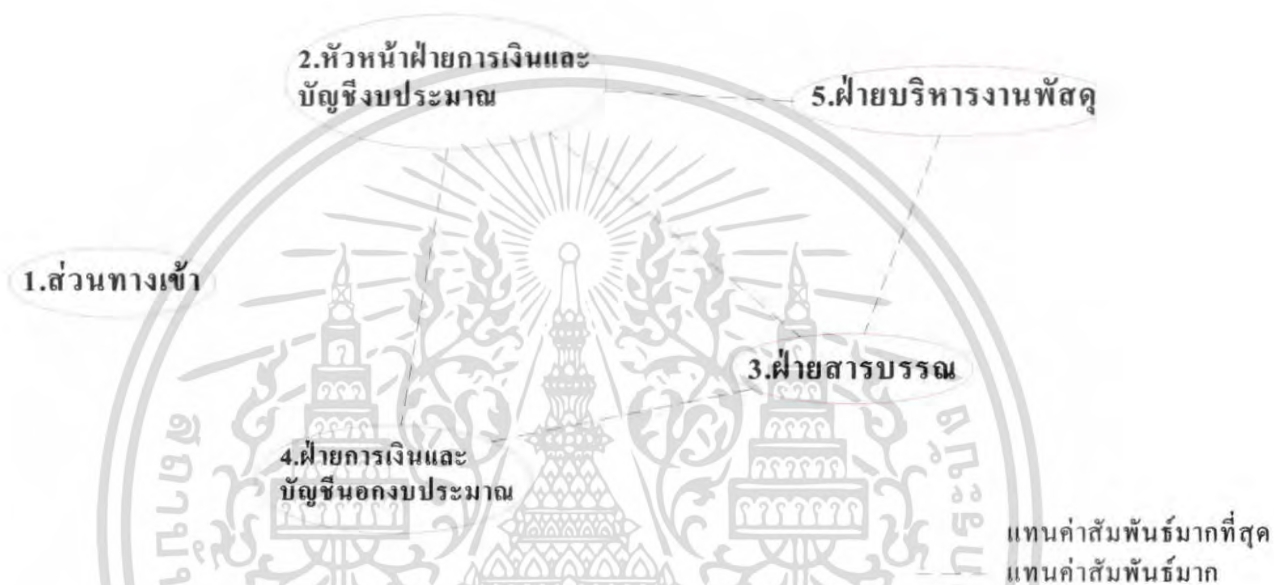 2.หัวหน้าฝ่ายการเงินและ
บัญชีงบประมาณ
5.ฝ่ายบริหารงานพัสดุ
1.ส่วนทางเข้า
3.ฝ่ายสารบรรณ
4.ฝ่ายการเงินและ
บัญชีนอกงบประมาณ
แทนค่าสัมพันธ์มากที่สุด
แทนค่าสัมพันธ์มาก